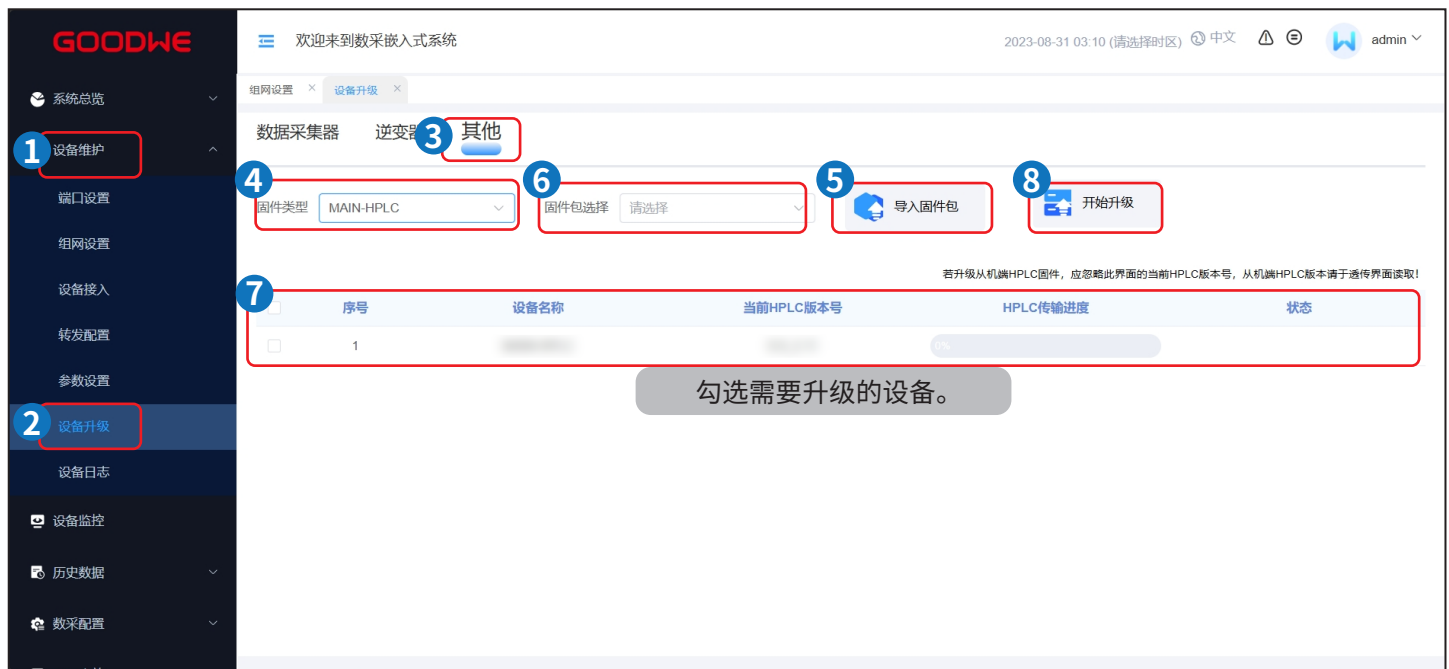 GOODWE
欢迎来到数采嵌入式系统
2023-08-31 03:10 (请选择时区)
中文
admin
系统总览
1
设备维护
端口设置
组网设置
设备接入
转发配置
参数设置
2
设备升级
设备日志
设备监控
历史数据
数采配置
组网设置 ×
设备升级 ×
数据采集器
逆变器
3
其他
4
固件类型
MAIN-HPLC
6
固件包选择
请选择
5
导入固件包
8
开始升级
若升级从机端HPLC固件，应忽略此界面的当前HPLC版本号，从机端HPLC版本请于透传界面读取！
7
序号 设备名称 当前HPLC版本号 HPLC传输进度 状态
1 0%
勾选需要升级的设备。